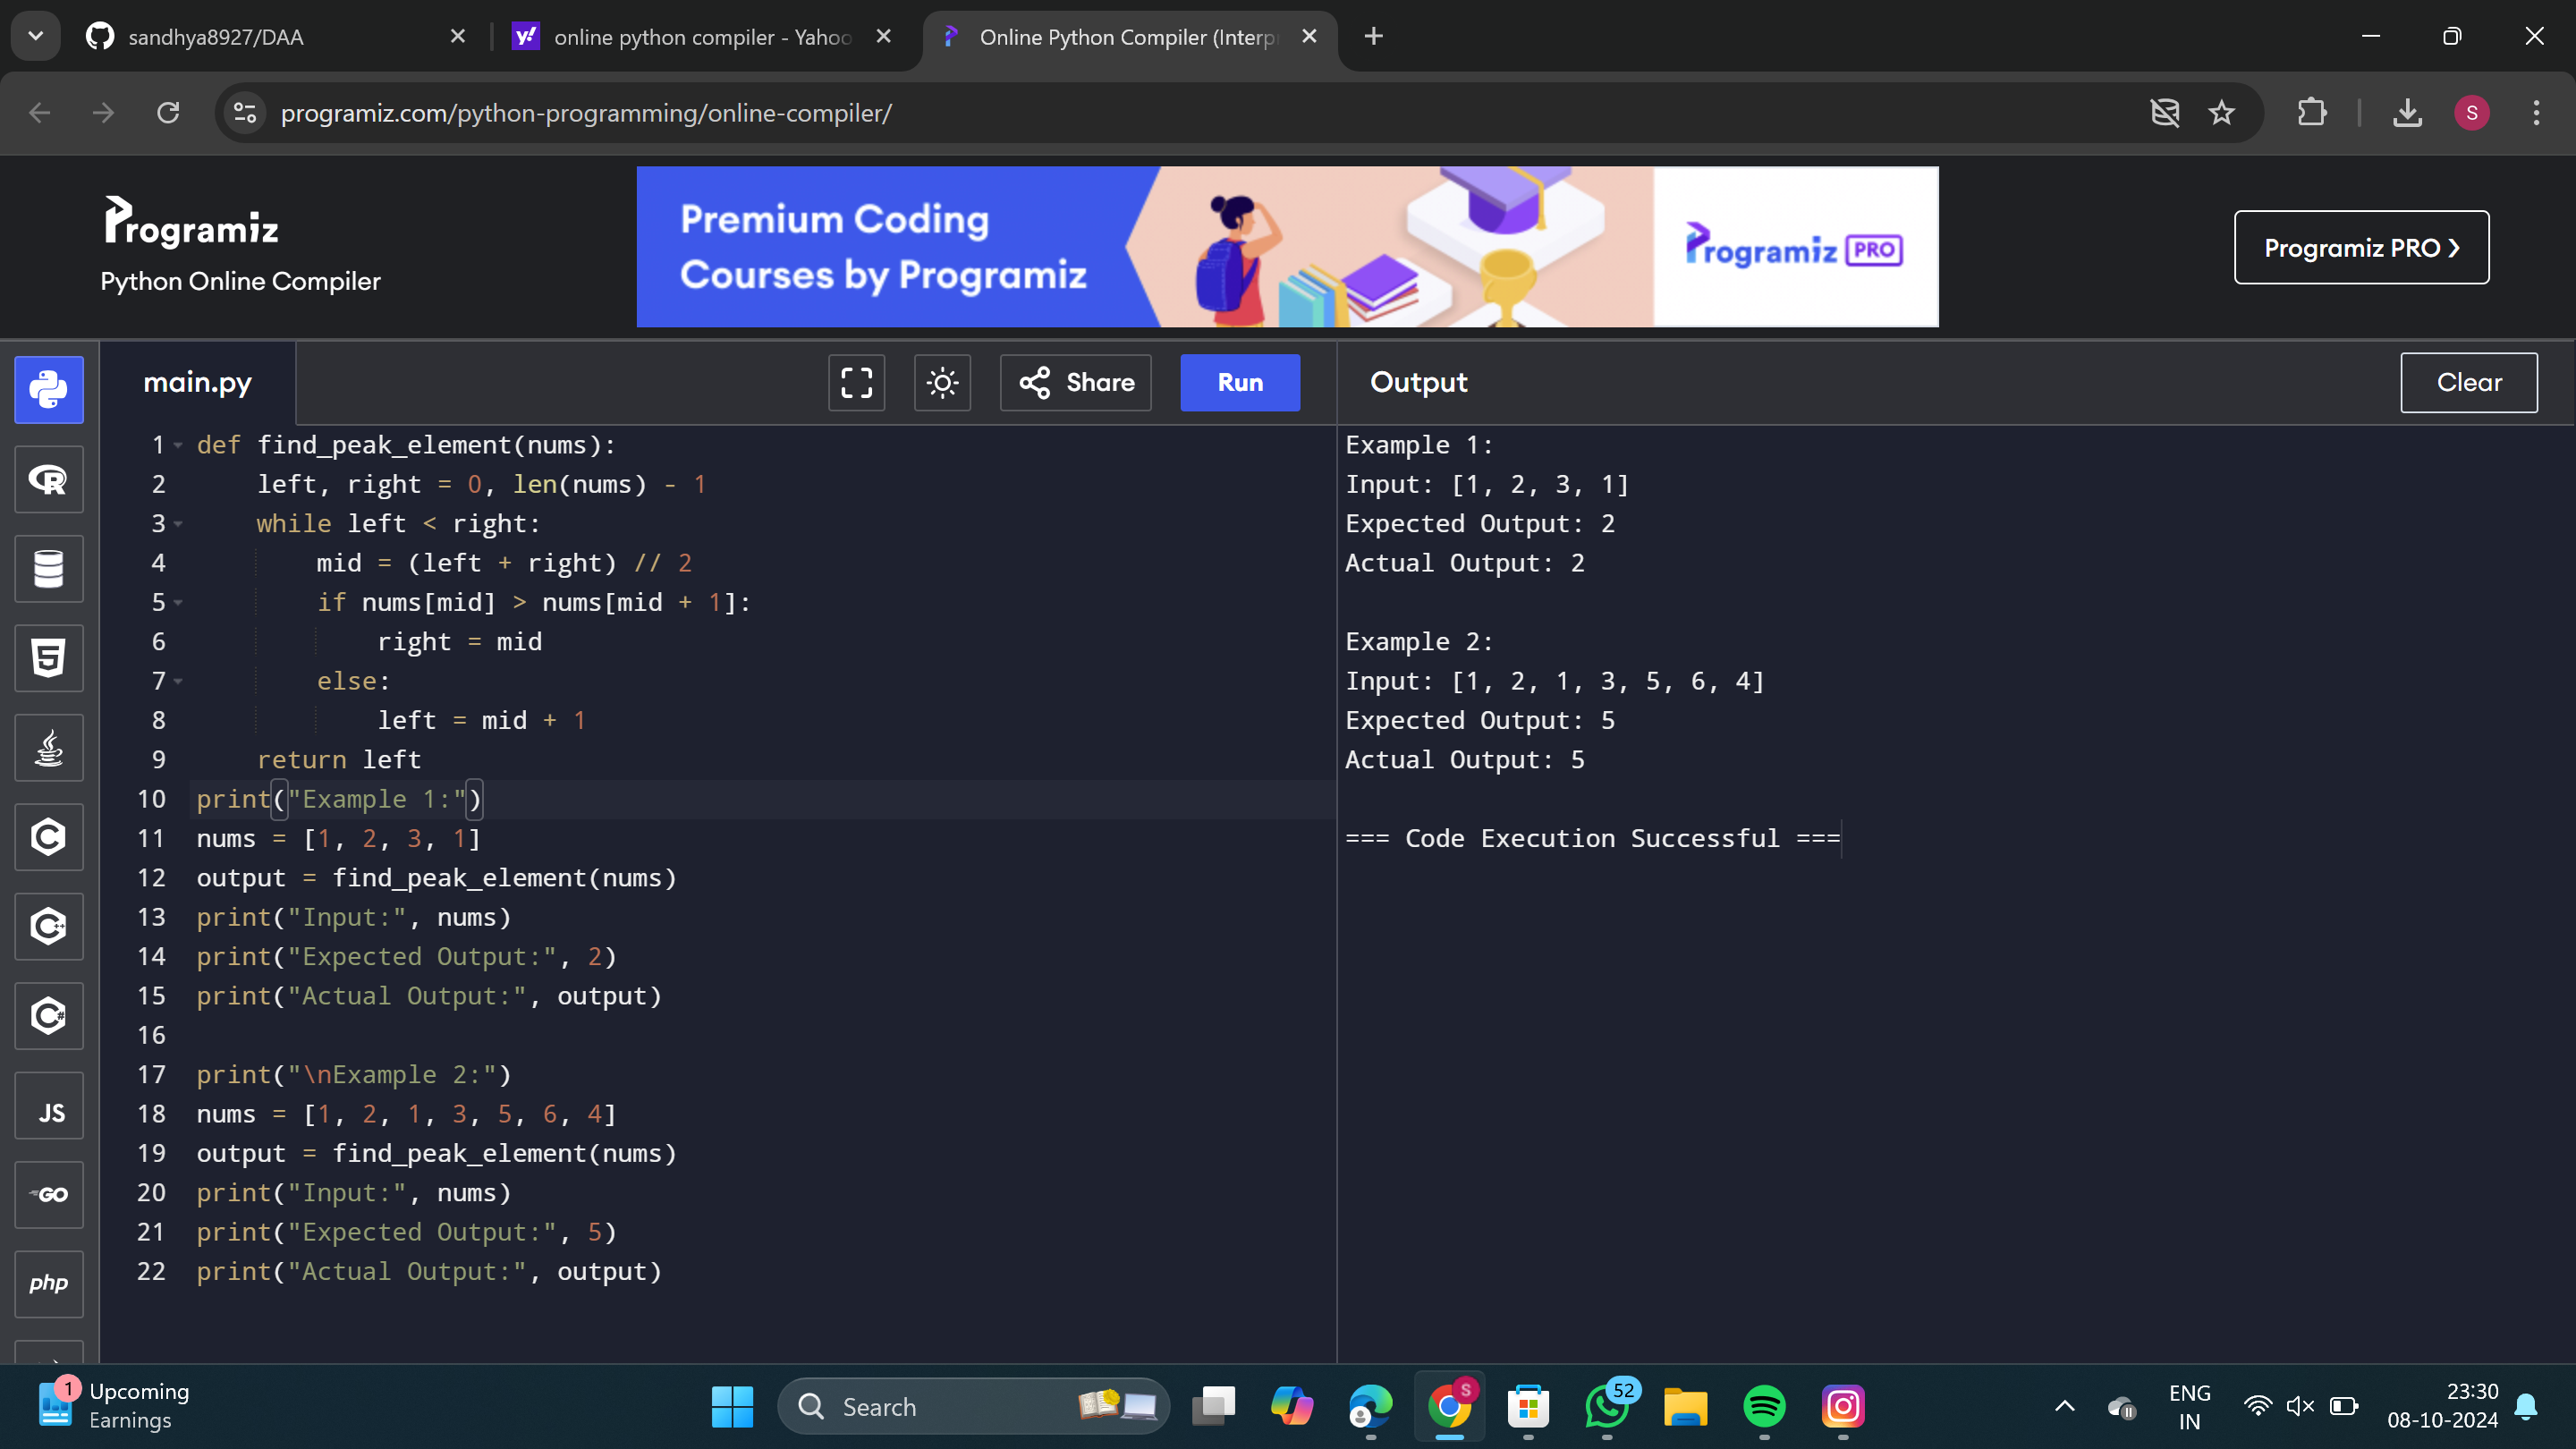 sandhya8927/DAA
online python compiler - Yahoo
Online Python Compiler (Interp
programiz.com/python-programming/online-compiler/
S
Programiz
Python Online Compiler
Premium Coding
Courses by Programiz
Programiz PRO
Programiz PRO
main.py
Share
Run
Output
Clear
1 def find_peak_element(nums):
2     left, right = 0, len(nums) - 1
3     while left < right:
4         mid = (left + right) // 2
5         if nums[mid] > nums[mid + 1]:
6             right = mid
7         else:
8             left = mid + 1
9     return left
10 print("Example 1:")
11 nums = [1, 2, 3, 1]
12 output = find_peak_element(nums)
13 print("Input:", nums)
14 print("Expected Output:", 2)
15 print("Actual Output:", output)
16
17 print("\nExample 2:")
18 nums = [1, 2, 1, 3, 5, 6, 4]
19 output = find_peak_element(nums)
20 print("Input:", nums)
21 print("Expected Output:", 5)
22 print("Actual Output:", output)
Example 1:
Input: [1, 2, 3, 1]
Expected Output: 2
Actual Output: 2
Example 2:
Input: [1, 2, 1, 3, 5, 6, 4]
Expected Output: 5
Actual Output: 5
=== Code Execution Successful ===
R
5
C
C++
C#
JS
GO
php
1
Upcoming
Earnings
Search
S
52
ENG
IN
23:30
08-10-2024